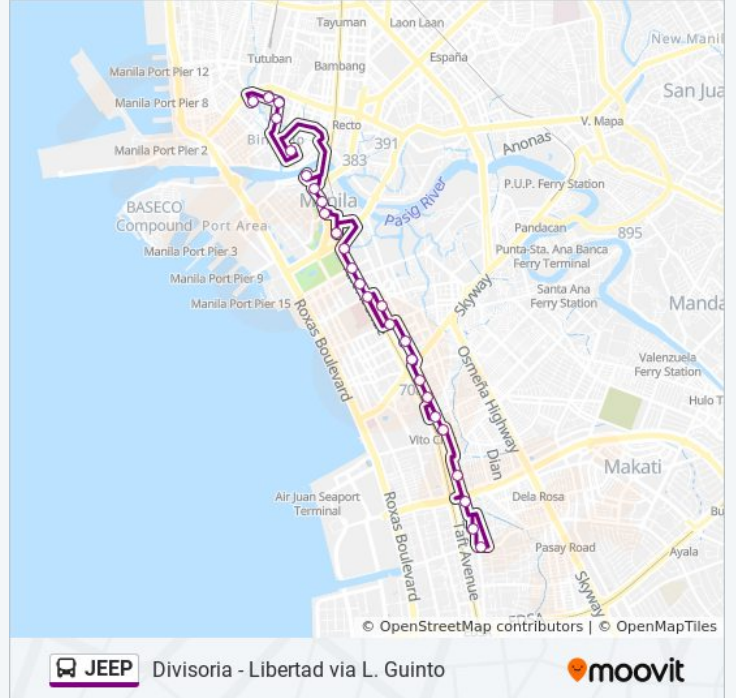 Tayuman
Laon Laan
New Manil
Tutuban
España
Manila Port Pier 12
Bambang
San Jua
Manila Port Pier 8
V. Mapa
Recto
Anonas
391
Manila Port Pier 2
383
P.U.P. Ferry Station
Manila
BASECO
Compound
Port Area
Pasig River
Pandacan
895
Manila Port Pier 3
Punta-Sta. Ana Banca
Ferry Terminal
Manila Port Pier 9
Skyway
Santa Ana
Ferry Station
Manila Port Pier 15
Manda
Roxas Boulevard
Osmeña Highway
Valenzuela
Ferry Station
Hulo T
Vito C
Dian
Makati
Air Juan Seaport
Terminal
Dela Rosa
Bu
Roxas Boulevard
Taft Avenue
Pasay Road
Ayala
Skyway
© OpenStreetMap contributors | © OpenMapTiles
JEEP Divisoria - Libertad via L. Guinto
moovit